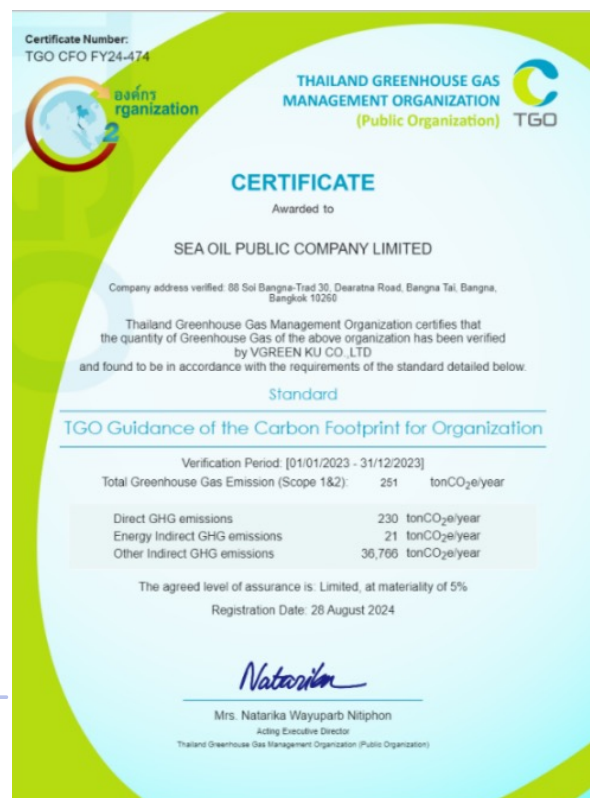 Certificate Number:
TGO CFO FY24-474
องค์กร
rganization
2
THAILAND GREENHOUSE GAS
MANAGEMENT ORGANIZATION
(Public Organization)
TGO
CERTIFICATE
Awarded to
SEA OIL PUBLIC COMPANY LIMITED
Company address verified: 88 Soi Bangna-Trad 30, Dearatna Road, Bangna Tai, Bangna,
Bangkok 10260
Thailand Greenhouse Gas Management Organization certifies that
the quantity of Greenhouse Gas of the above organization has been verified
by VGREEN KU CO.,LTD
and found to be in accordance with the requirements of the standard detailed below.
Standard
TGO Guidance of the Carbon Footprint for Organization
Verification Period: [01/01/2023 - 31/12/2023]
Total Greenhouse Gas Emission (Scope 1&2): 251 tonCO₂e/year
Direct GHG emissions 230 tonCO₂e/year
Energy Indirect GHG emissions 21 tonCO₂e/year
Other Indirect GHG emissions 36,766 tonCO₂e/year
The agreed level of assurance is: Limited, at materiality of 5%
Registration Date: 28 August 2024
Natarika
Mrs. Natarika Wayuparb Nitiphon
Acting Executive Director
Thailand Greenhouse Gas Management Organization (Public Organization)